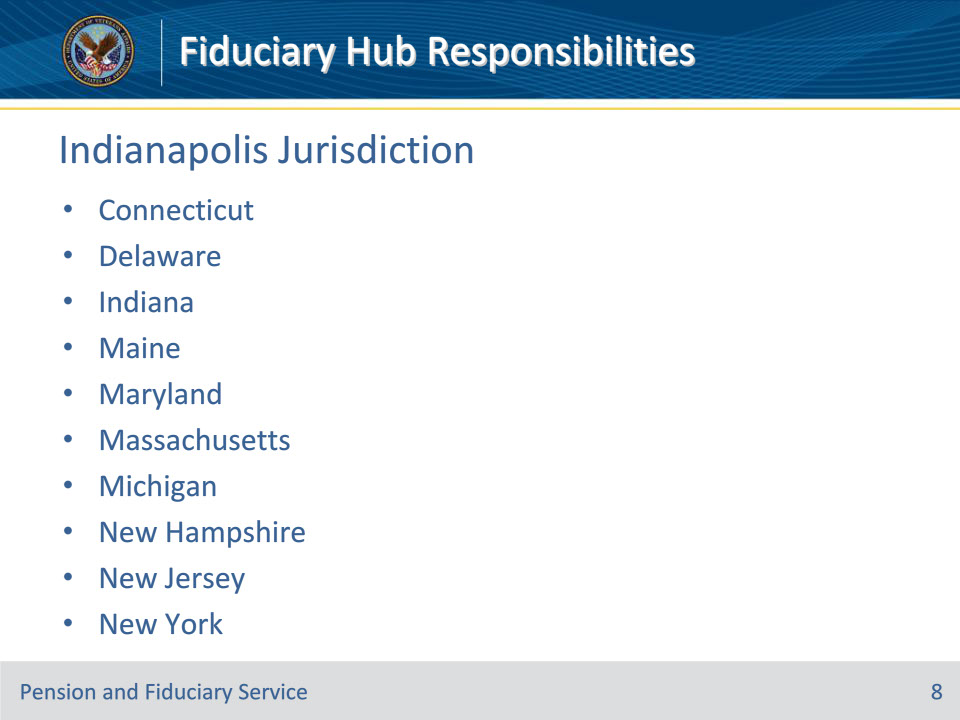 Fiduciary Hub Responsibilities
Indianapolis Jurisdiction
• Connecticut
• Delaware
• Indiana
• Maine
• Maryland
• Massachusetts
• Michigan
• New Hampshire
• New Jersey
• New York
Pension and Fiduciary Service
8